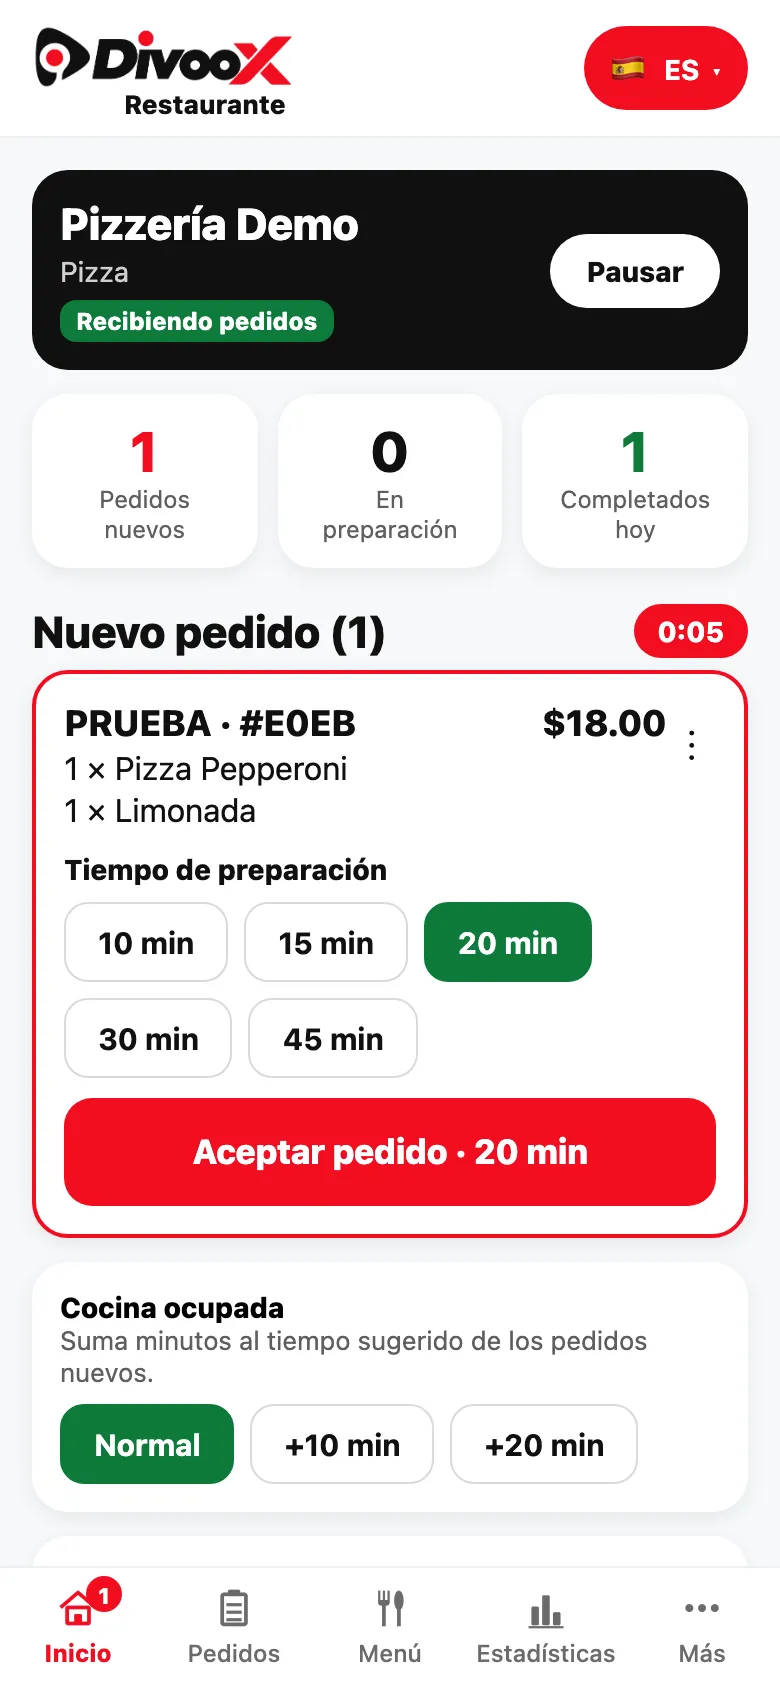 DivooX
Restaurante
ES
Pizzería Demo
Pizza
Recibiendo pedidos
Pausar
1
Pedidos
nuevos
0
En
preparación
1
Completados
hoy
Nuevo pedido (1)
0:05
PRUEBA · #E0EB
$18.00
1 × Pizza Pepperoni
1 × Limonada
Tiempo de preparación
10 min
15 min
20 min
30 min
45 min
Aceptar pedido · 20 min
Cocina ocupada
Suma minutos al tiempo sugerido de los pedidos
nuevos.
Normal
+10 min
+20 min
1
Inicio
Pedidos
Menú
Estadísticas
Más